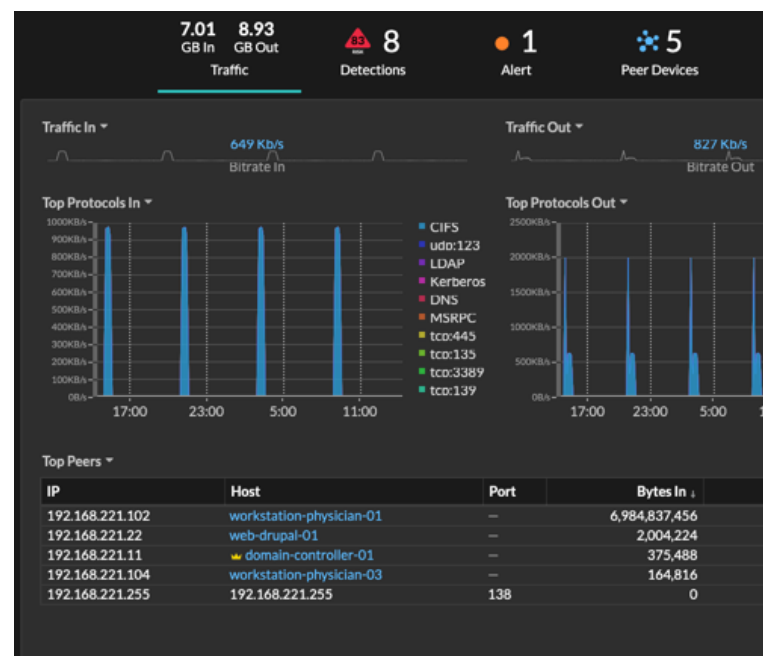 7.01 8.93
GB In GB Out
Traffic
83
RISK
8
Detections
1
Alert
5
Peer Devices
Traffic In
649 Kb/s
Bitrate In
Traffic Out
827 Kb/s
Bitrate Out
Top Protocols In
1000KB/s
900KB/s
800KB/s
700KB/s
600KB/s
500KB/s
400KB/s
300KB/s
200KB/s
100KB/s
0B/s
17:00 23:00 5:00 11:00
CIFS
udp:123
LDAP
Kerberos
DNS
MSRPC
tcp:445
tcp:135
tcp:3389
tcp:139
Top Protocols Out
2500KB/s
2000KB/s
1500KB/s
1000KB/s
500KB/s
0B/s
17:00 23:00 5:00 1
Top Peers
IP Host Port Bytes In ↓
192.168.221.102 workstation-physician-01 — 6,984,837,456
192.168.221.22 web-drupal-01 — 2,004,224
192.168.221.11 domain-controller-01 — 375,488
192.168.221.104 workstation-physician-03 — 164,816
192.168.221.255 192.168.221.255 138 0